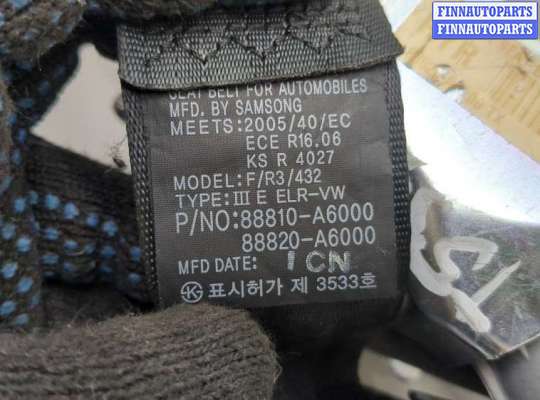 FINNAUTOPARTS
FINNAUTOPARTS
SEAT BELT FOR AUTOMOBILES
MFD. BY SAMSONG
MEETS:2005/40/EC
ECE R16.06
KS R 4027
MODEL:F/R3/432
TYPE:III E ELR-VW
P/NO:88810-A6000
88820-A6000
MFD DATE: 1 CN
표시허가 제 3533호